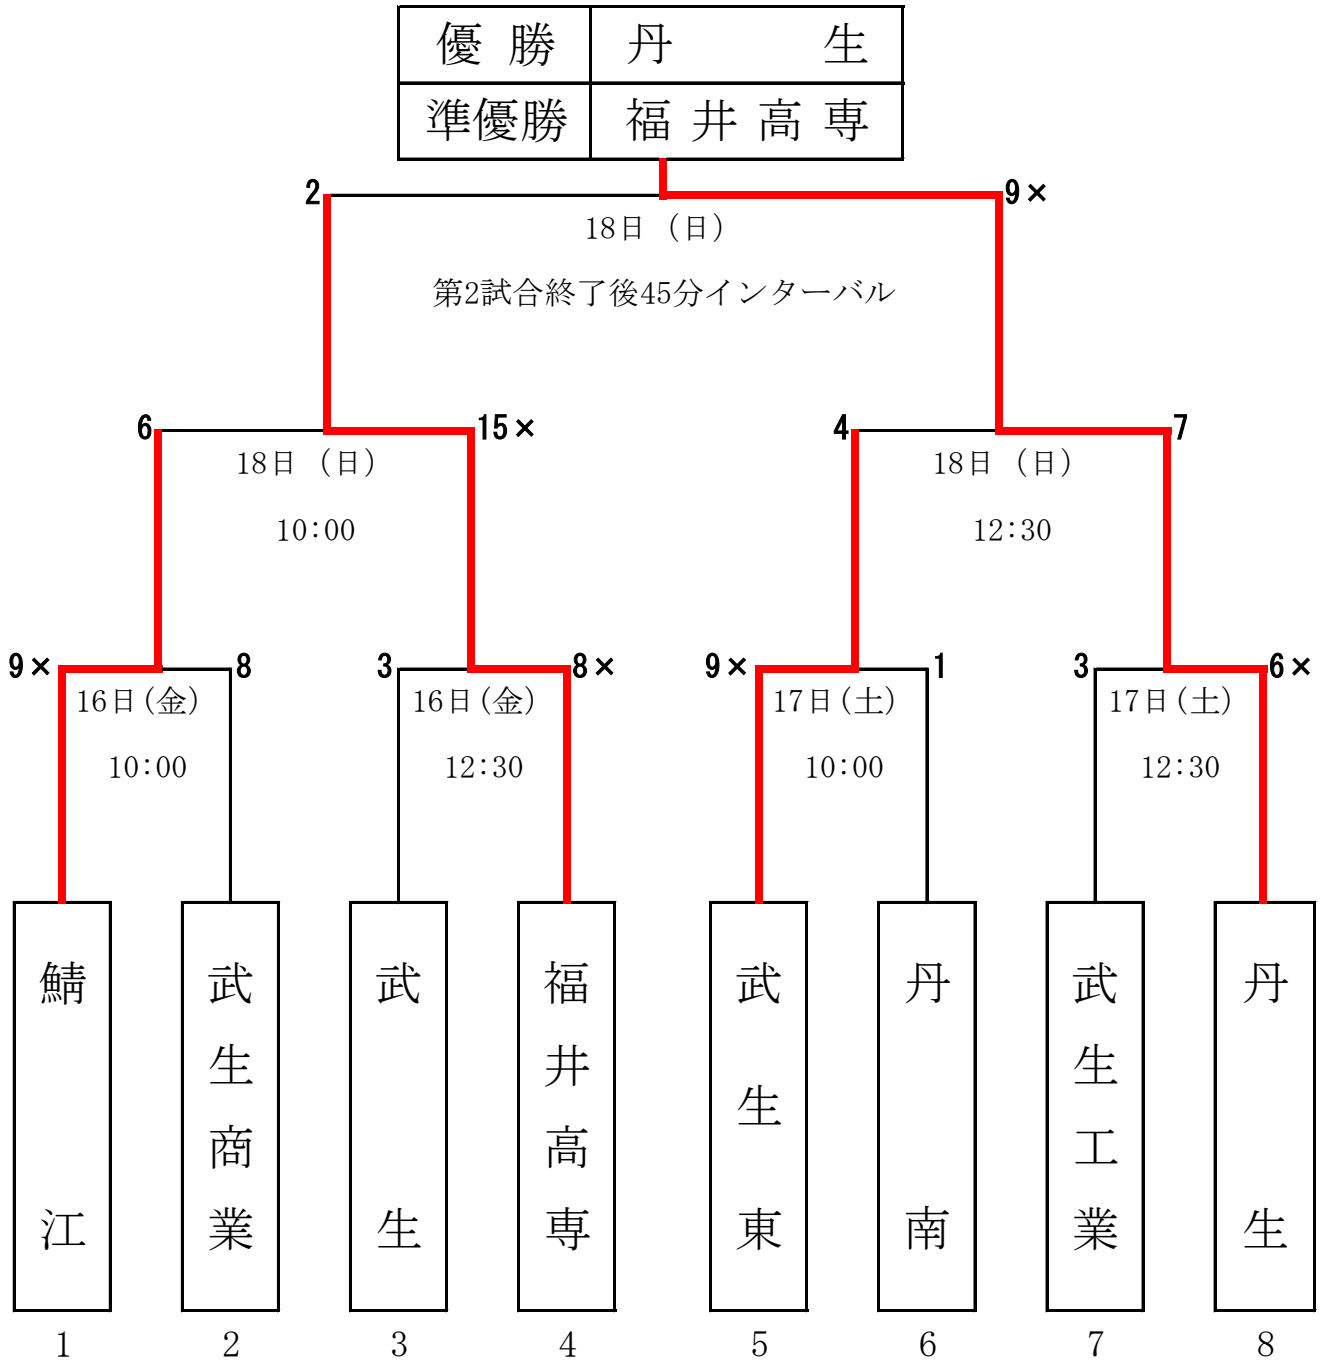 優勝 丹生
準優勝 福井高専
2 9×
18日（日）
第2試合終了後45分インターバル
6 15× 4 7
18日（日） 18日（日）
10:00 12:30
9× 8 3 8× 9× 1 3 6×
16日(金) 16日(金) 17日(土) 17日(土)
10:00 12:30 10:00 12:30
鯖江
武生商業
武生
福井高専
武生東
丹南
武生工業
丹生
1 2 3 4 5 6 7 8